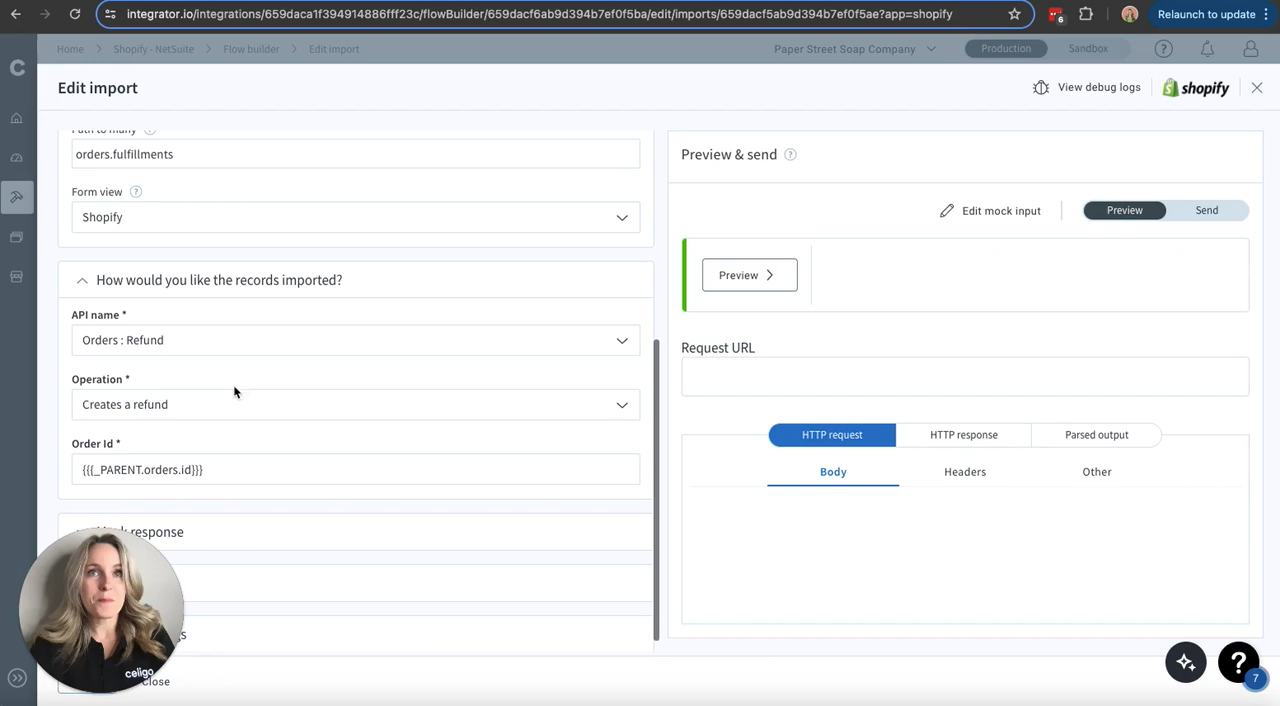 integrator.io/integrations/659daca1f394914886fff23c/flowBuilder/659dacf6ab9d394b7ef0f5ba/edit/imports/659dacf5ab9d394b7ef0f5ae?app=shopify
6
Relaunch to update
Home
Shopify - NetSuite
Flow builder
Edit import
Paper Street Soap Company
Production
Sandbox
Edit import
View debug logs
shopify
Path to many
orders.fulfillments
Form view
Shopify
How would you like the records imported?
API name *
Orders : Refund
Operation *
Creates a refund
Order Id *
{{{_PARENT.orders.id}}}
response
Close
celigo
Preview & send
Edit mock input
Preview
Send
Preview
Request URL
HTTP request
HTTP response
Parsed output
Body
Headers
Other
?
7